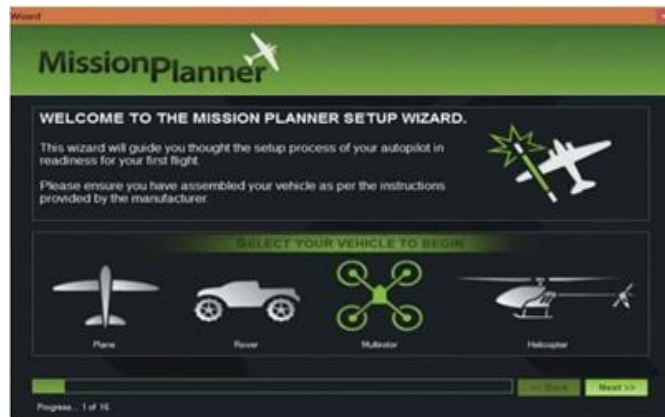 Wizard
MissionPlanner
WELCOME TO THE MISSION PLANNER SETUP WIZARD.
This wizard will guide you thought the setup process of your autopilot in
readiness for your first flight.
Please ensure you have assembled your vehicle as per the instructions
provided by the manufacturer.
SELECT YOUR VEHICLE TO BEGIN
Plane Rover Multirotor Helicopter
<< Back Next >>
Progress... 1 of 16